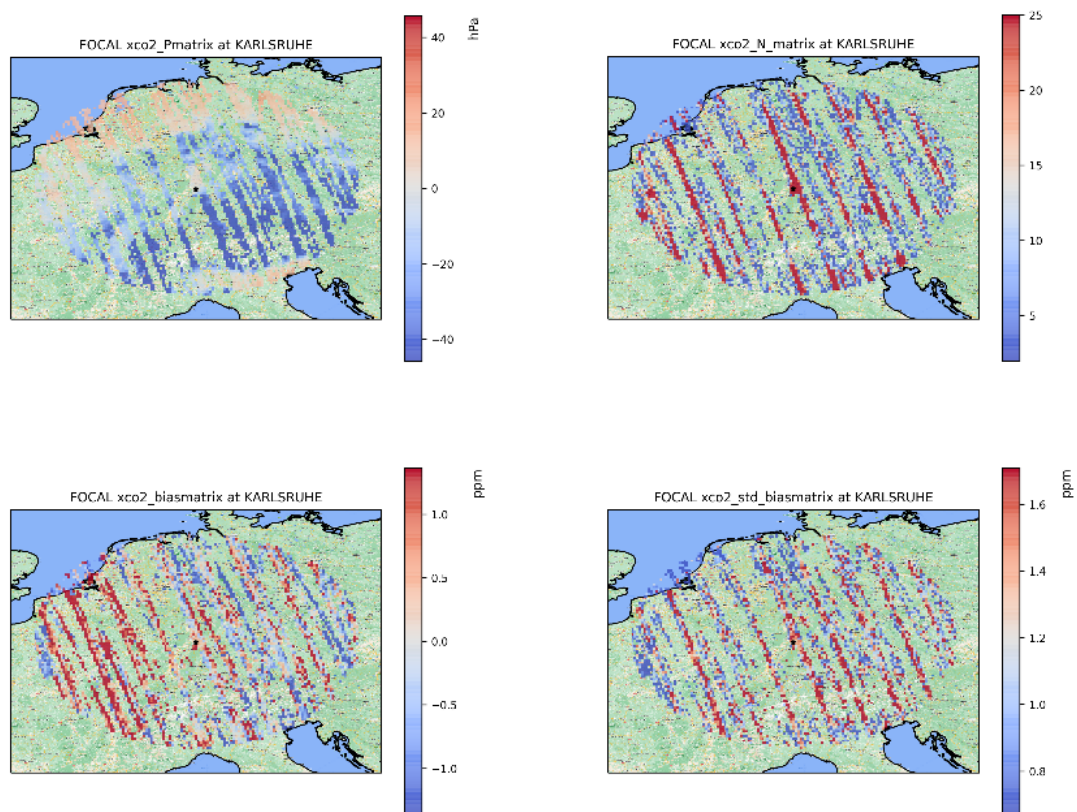 FOCAL xco2_Pmatrix at KARLSRUHE
hPa
40
20
0
−20
−40
FOCAL xco2_N_matrix at KARLSRUHE
25
20
15
10
5
FOCAL xco2_biasmatrix at KARLSRUHE
ppm
1.0
0.5
0.0
−0.5
−1.0
FOCAL xco2_std_biasmatrix at KARLSRUHE
ppm
1.6
1.4
1.2
1.0
0.8